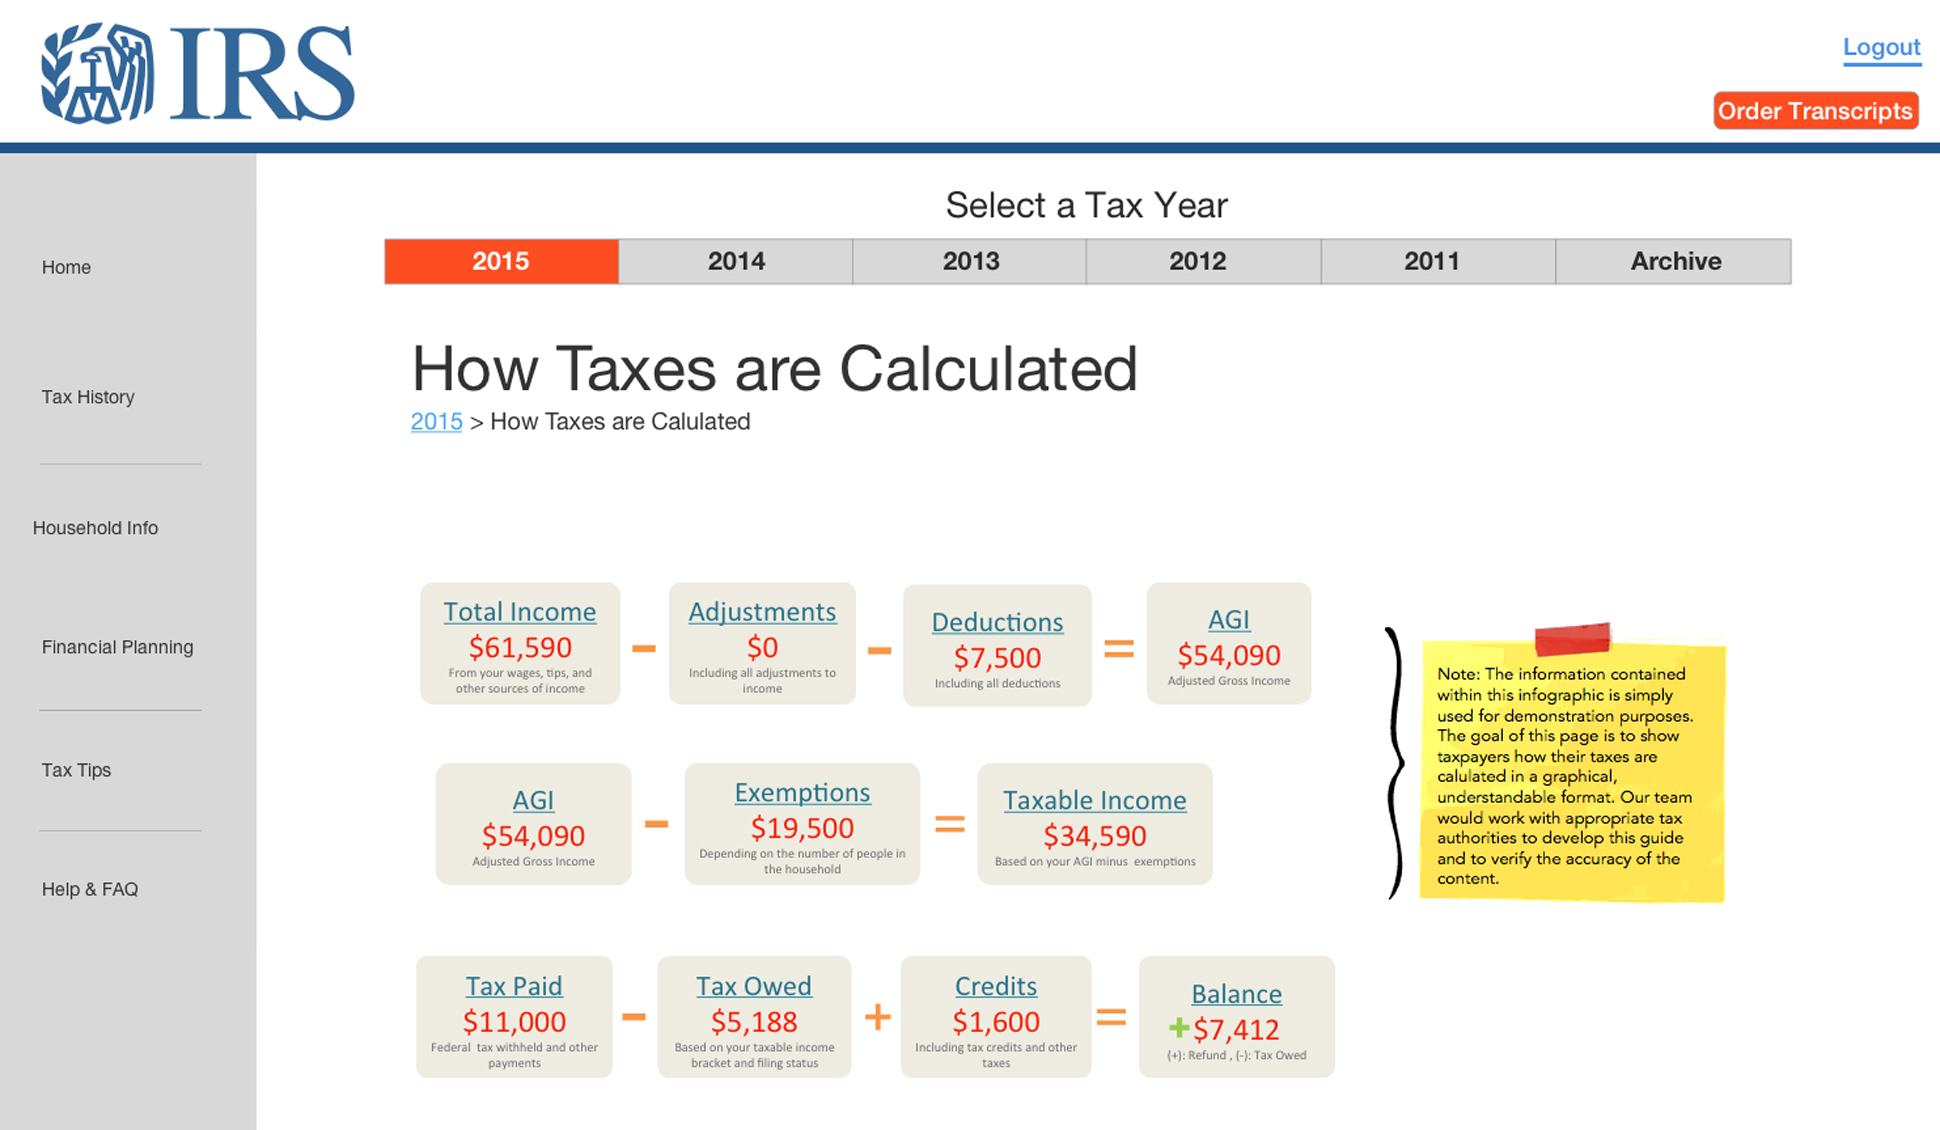 IRS
Logout
Order Transcripts
Select a Tax Year
2015 2014 2013 2012 2011 Archive
Home
Tax History
Household Info
Financial Planning
Tax Tips
Help & FAQ
How Taxes are Calculated
2015 > How Taxes are Calulated
Total Income
$61,590
From your wages, tips, and
other sources of income
-
Adjustments
$0
Including all adjustments to
income
-
Deductions
$7,500
Including all deductions
=
AGI
$54,090
Adjusted Gross Income
AGI
$54,090
Adjusted Gross Income
-
Exemptions
$19,500
Depending on the number of people in
the household
=
Taxable Income
$34,590
Based on your AGI minus exemptions
Tax Paid
$11,000
Federal tax withheld and other
payments
-
Tax Owed
$5,188
Based on your taxable income
bracket and filing status
+
Credits
$1,600
Including tax credits and other
taxes
=
Balance
+$7,412
(+): Refund , (-): Tax Owed
Note: The information contained
within this infographic is simply
used for demonstration purposes.
The goal of this page is to show
taxpayers how their taxes are
calulated in a graphical,
understandable format. Our team
would work with appropriate tax
authorities to develop this guide
and to verify the accuracy of the
content.